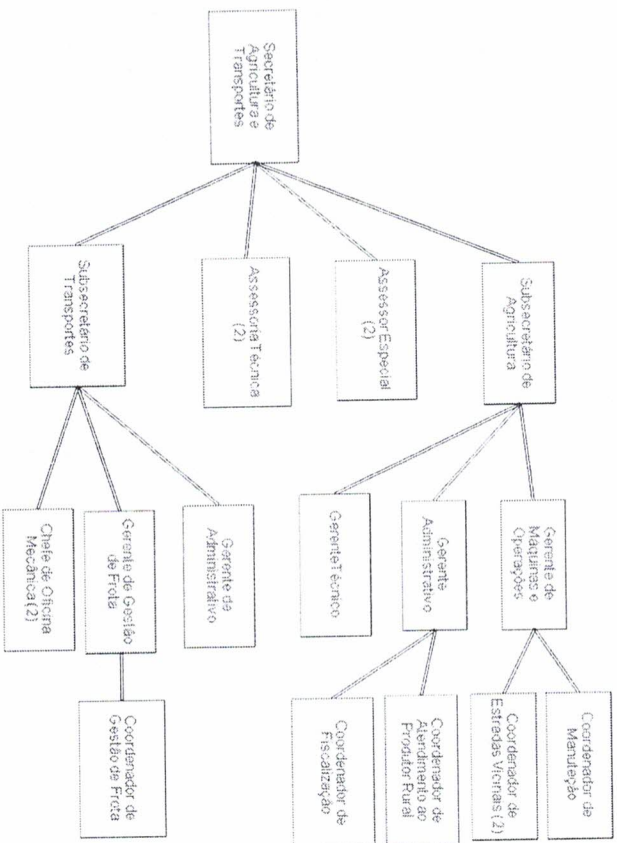 Secretário de
Agricultura e
Transportes
Subsecretário de
Agricultura
Assessor Especial
(2)
Assessoria Técnica
(2)
Subsecretário de
Transportes
Gerente de
Maquinas e
Operações
Gerente
Administrativo
Gerente Técnico
Gerente de
Administrativo
Gerente de Gestão
de Frota
Chefe de Oficina
Mecânica (2)
Coordenador de
Manuteção
Coordenador de
Estradas Vicinais (2)
Coordenador de
Atendimento ao
Produtor Rural
Coordenador de
Fiscalização
Coordenador de
Gestão de Frota